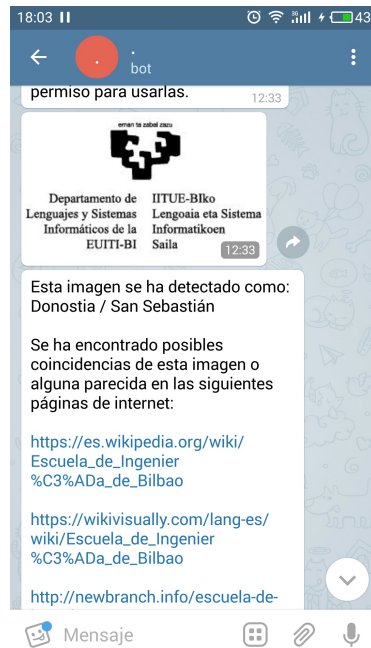 18:03
3G
43
.
.
bot
permiso para usarlas.
12:33
eman ta zabal zazu
Departamento de
Lenguajes y Sistemas
Informáticos de la
EUITI-BI
IITUE-BIko
Lengoaia eta Sistema
Informatikoen
Saila
12:33
Esta imagen se ha detectado como:
Donostia / San Sebastián
Se ha encontrado posibles
coincidencias de esta imagen o
alguna parecida en las siguientes
páginas de internet:
https://es.wikipedia.org/wiki/
Escuela_de_Ingenier
%C3%ADa_de_Bilbao
https://wikivisually.com/lang-es/
wiki/Escuela_de_Ingenier
%C3%ADa_de_Bilbao
http://newbranch.info/escuela-de-
Mensaje